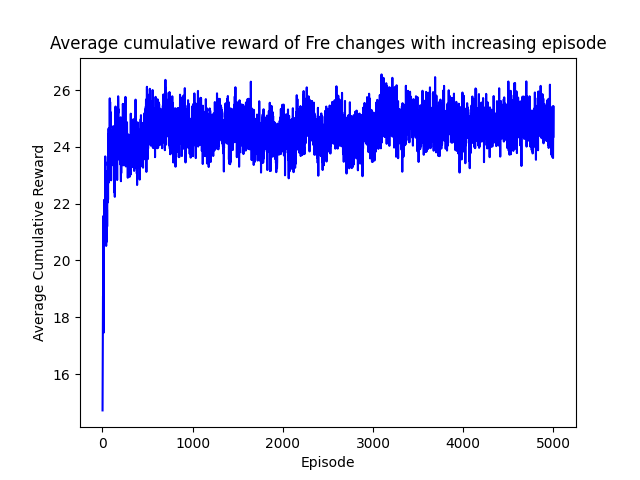 Average cumulative reward of Fre changes with increasing episode
26
24
22
20
18
16
Average Cumulative Reward
0 1000 2000 3000 4000 5000
Episode